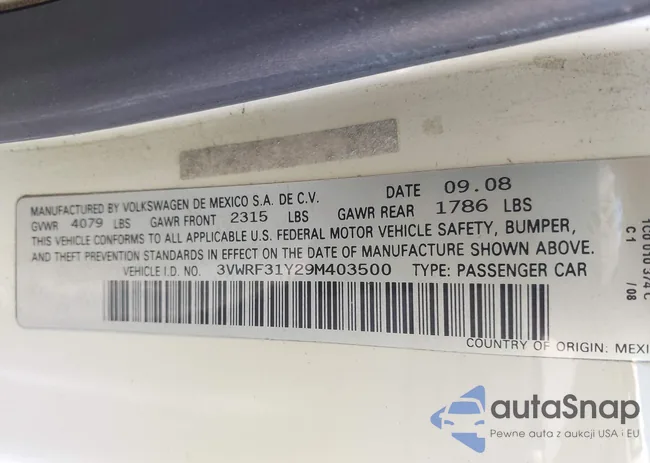 MANUFACTURED BY VOLKSWAGEN DE MEXICO S.A. DE C.V. DATE 09.08
GVWR 4079 LBS GAWR FRONT 2315 LBS GAWR REAR 1786 LBS
THIS VEHICLE CONFORMS TO ALL APPLICABLE U.S. FEDERAL MOTOR VEHICLE SAFETY, BUMPER,
AND THEFT PREVENTION STANDARDS IN EFFECT ON THE DATE OF MANUFACTURE SHOWN ABOVE.
VEHICLE I.D. NO. 3VWRF31Y29M403500 TYPE: PASSENGER CAR
COUNTRY OF ORIGIN: MEXI
1C0 010 374 C
C1 /08
autaSnap
Pewne auta z aukcji USA i EU